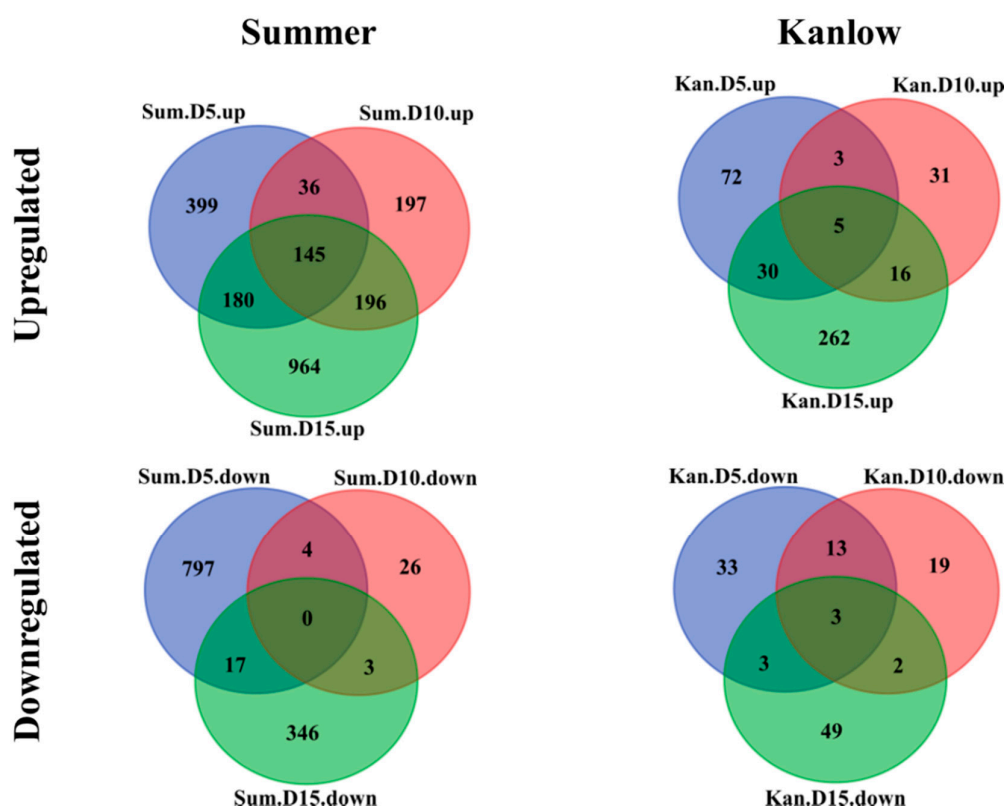 Summer
Kanlow
Upregulated
Sum.D5.up
Sum.D10.up
399
36
197
145
180
196
964
Sum.D15.up
Kan.D5.up
Kan.D10.up
72
3
31
5
30
16
262
Kan.D15.up
Downregulated
Sum.D5.down
Sum.D10.down
797
4
26
0
17
3
346
Sum.D15.down
Kan.D5.down
Kan.D10.down
33
13
19
3
3
2
49
Kan.D15.down